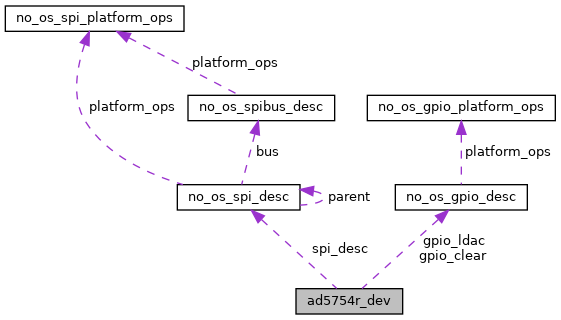 no_os_spi_platform_ops
platform_ops
platform_ops
no_os_spibus_desc
no_os_gpio_platform_ops
bus
platform_ops
no_os_spi_desc
parent
no_os_gpio_desc
spi_desc
gpio_ldac
gpio_clear
ad5754r_dev